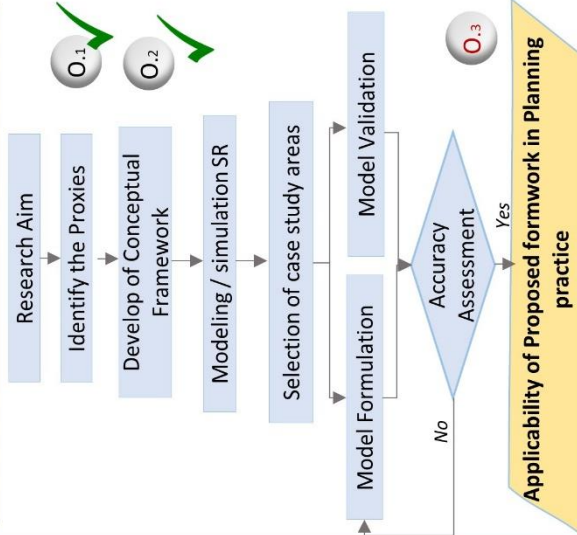 Research Aim
Identify the Proxies
O.1
Develop of Conceptual
Framework
O.2
Modeling / simulation SR
Selection of case study areas
Model Formulation
Model Validation
Accuracy
Assessment
No
Yes
O.3
Applicability of Proposed formwork in Planning
practice